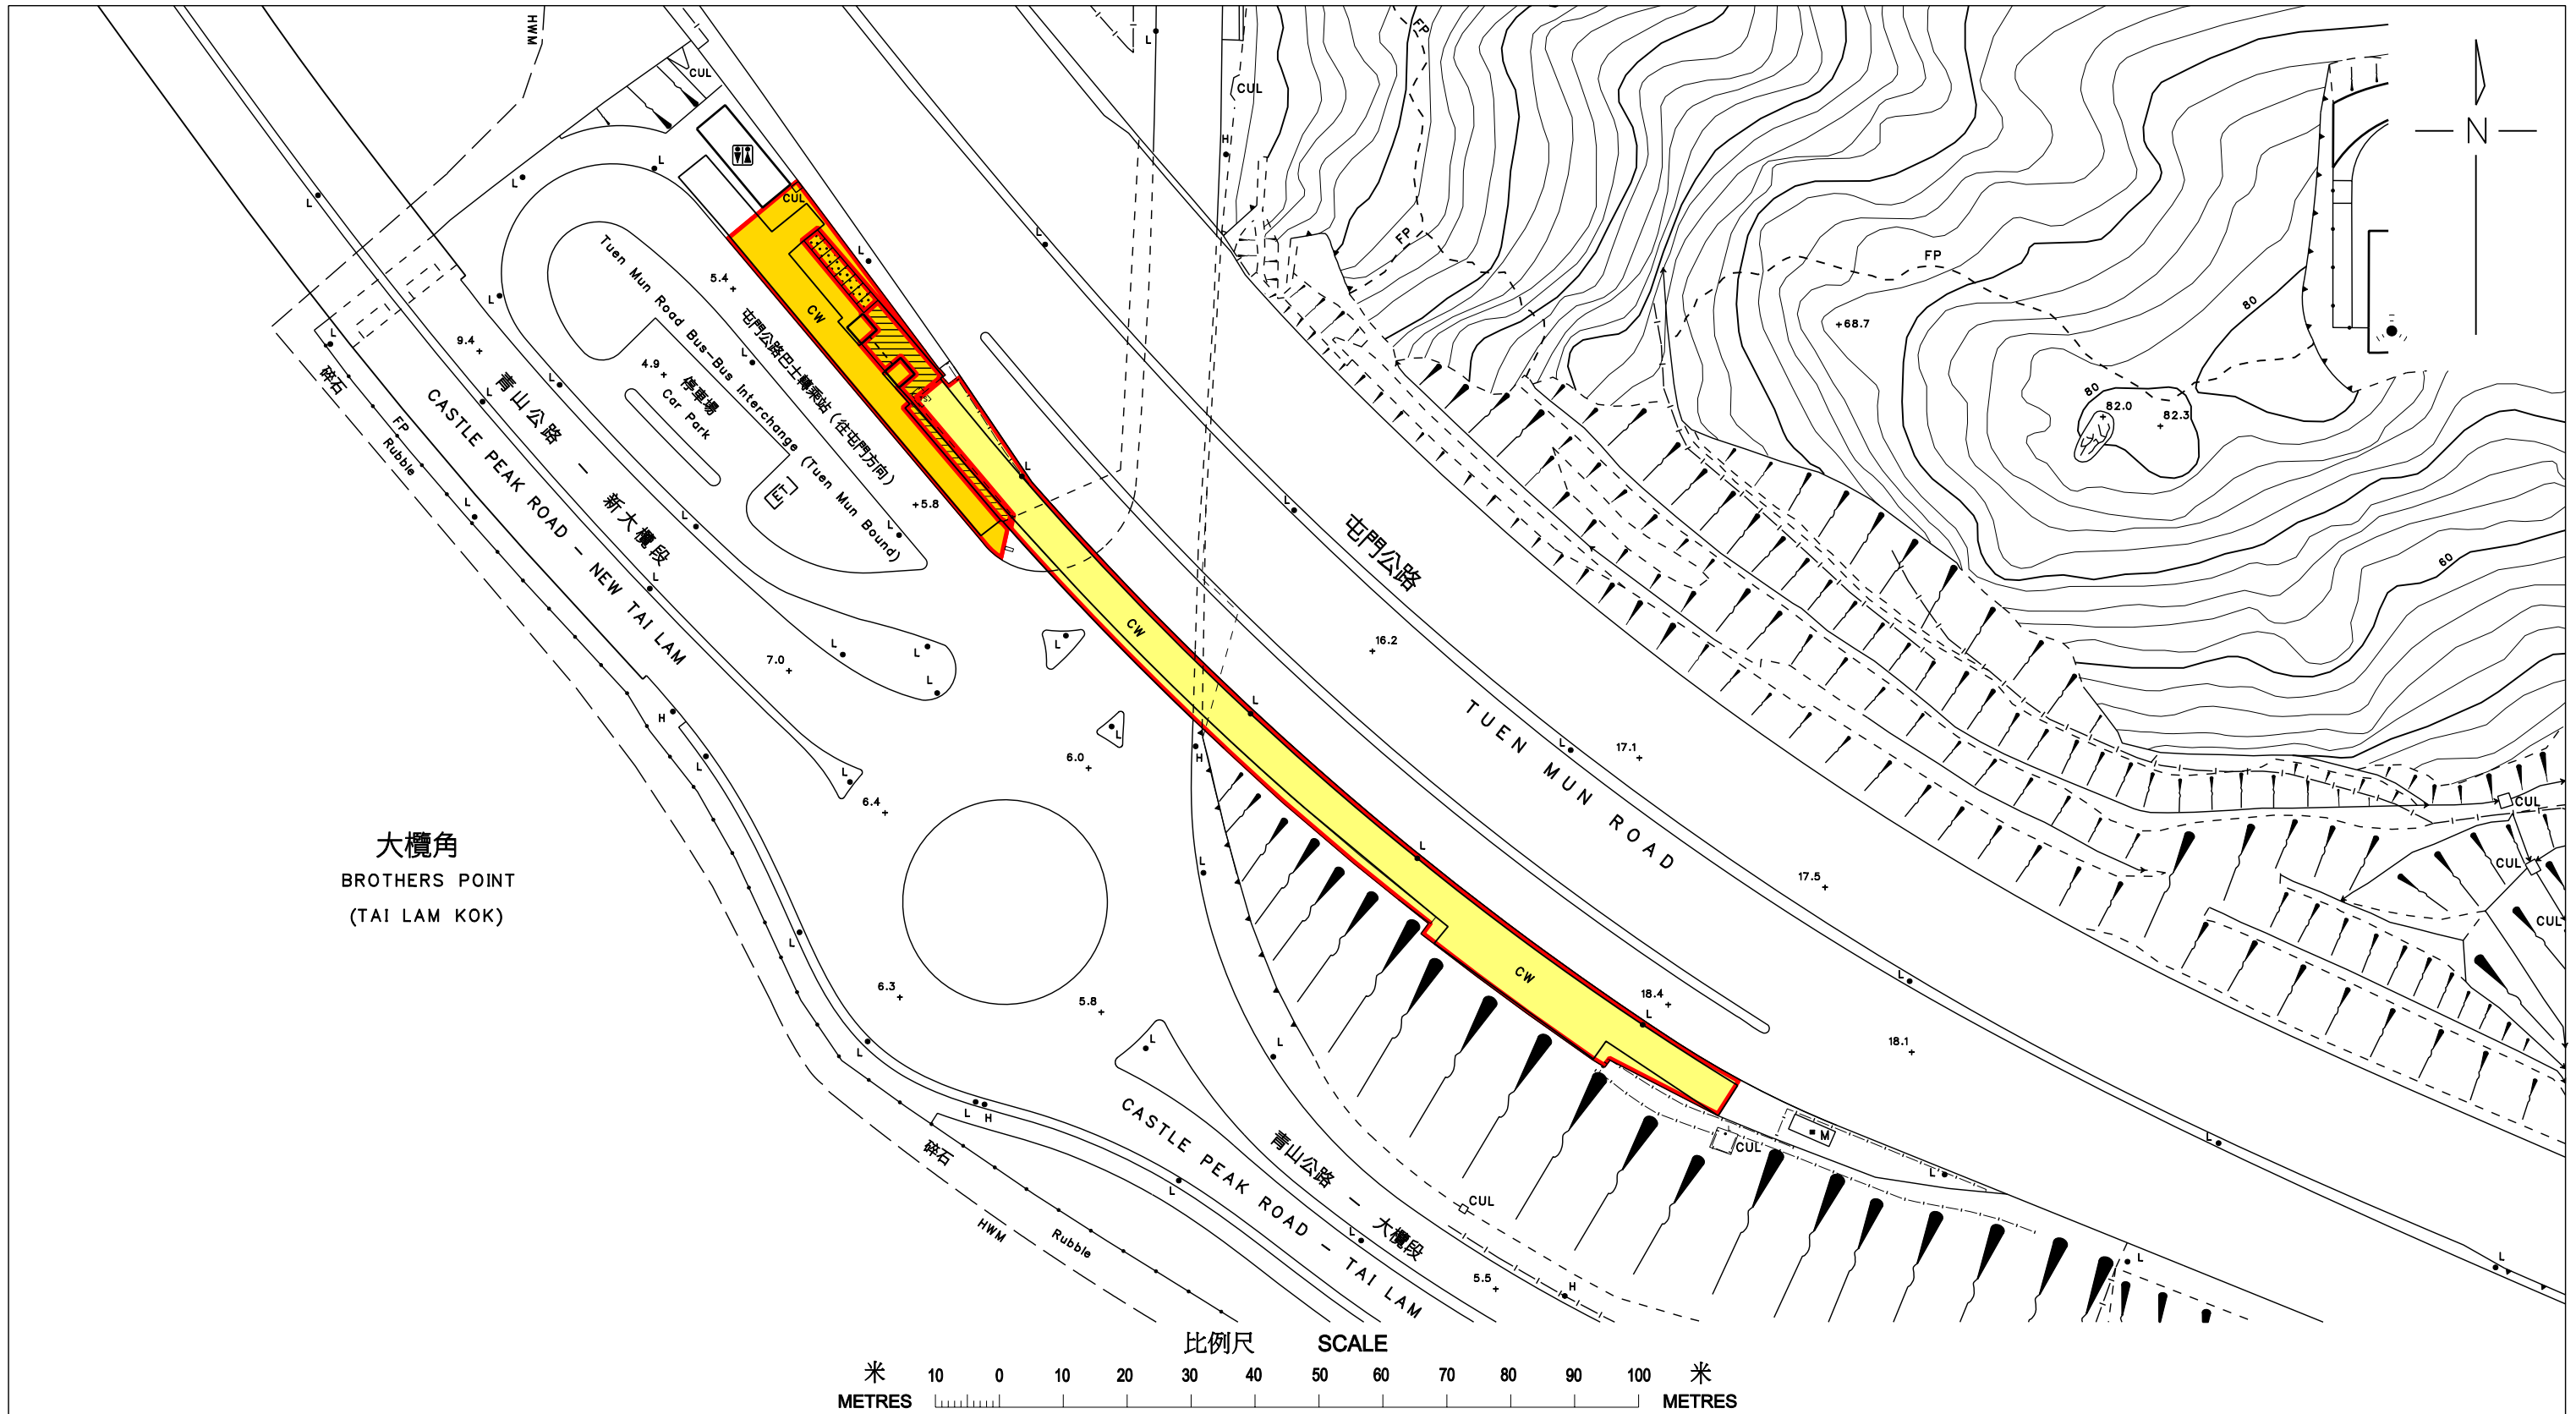 HWM
CUL
L
FP
CUL
L
H
N
L
L
L
L
CUL
FP
FP
L
L
L
5.4
Tuen Mun Road Bus-Bus Interchange (Tuen Mun Bound)
屯門公路巴士轉乘站 (往屯門方向)
CW
80
+68.7
L
9.4
L
4.9
停車場
Car Park
碎石
FP
Rubble
青山公路 - 新大欖段
CASTLE PEAK ROAD - NEW TAI LAM
L
L
80
82.0
82.3
L
L
ET
+5.8
L
L
L
屯門公路
60
L
CW
16.2
L
L
L
7.0
L
L
H
L
L
L
TUEN MUN ROAD
L
17.1
6.0
H
L
6.4
CUL
大欖角
BROTHERS POINT
(TAI LAM KOK)
L
L
17.5
CUL
CUL
L
CW
L
6.3
5.8
18.4
L
18.1
L
L
L
L
H
CASTLE PEAK ROAD - TAI LAM
青山公路 - 大欖段
M
CUL
碎石
L
L
L
CUL
HWM
Rubble
L
5.5
H
L
L
比例尺 SCALE
米 10 0 10 20 30 40 50 60 70 80 90 100 米
METRES METRES